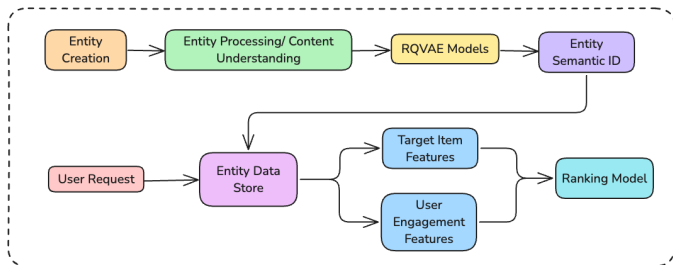 Entity
Creation
Entity Processing/ Content
Understanding
RQVAE Models
Entity
Semantic ID
User Request
Entity Data
Store
Target Item
Features
User
Engagement
Features
Ranking Model